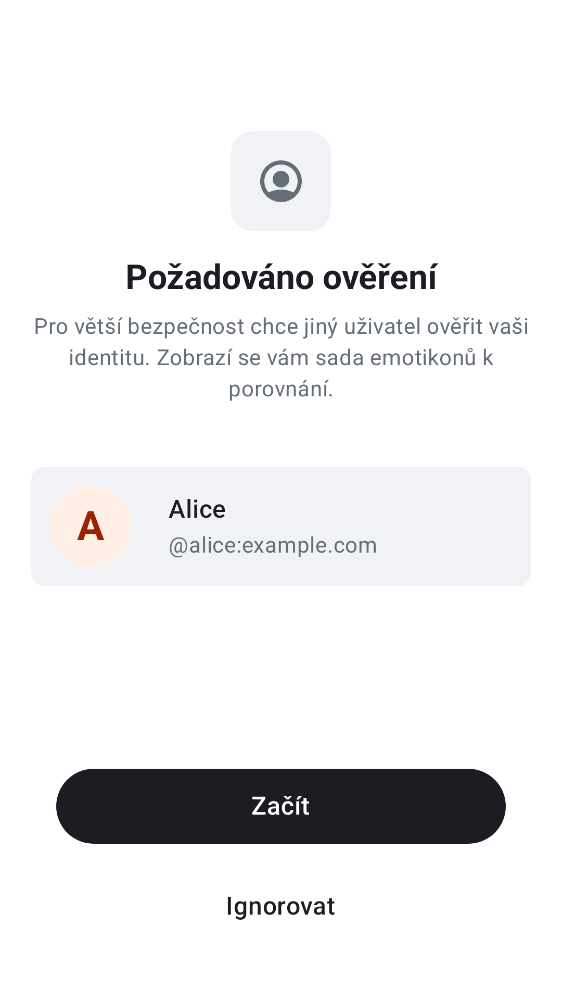 Požadováno ověření
Pro větší bezpečnost chce jiný uživatel ověřit vaši
identitu. Zobrazí se vám sada emotikonů k
porovnání.
A
Alice
@alice:example.com
Začít
Ignorovat